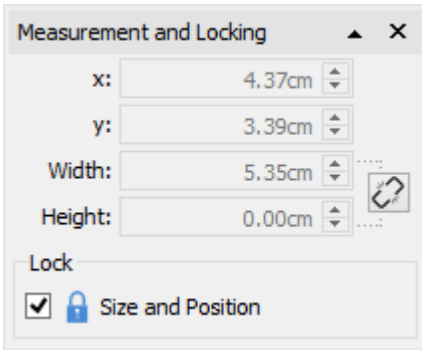 Measurement and Locking
x: 4.37cm
y: 3.39cm
Width: 5.35cm
Height: 0.00cm
Lock
Size and Position